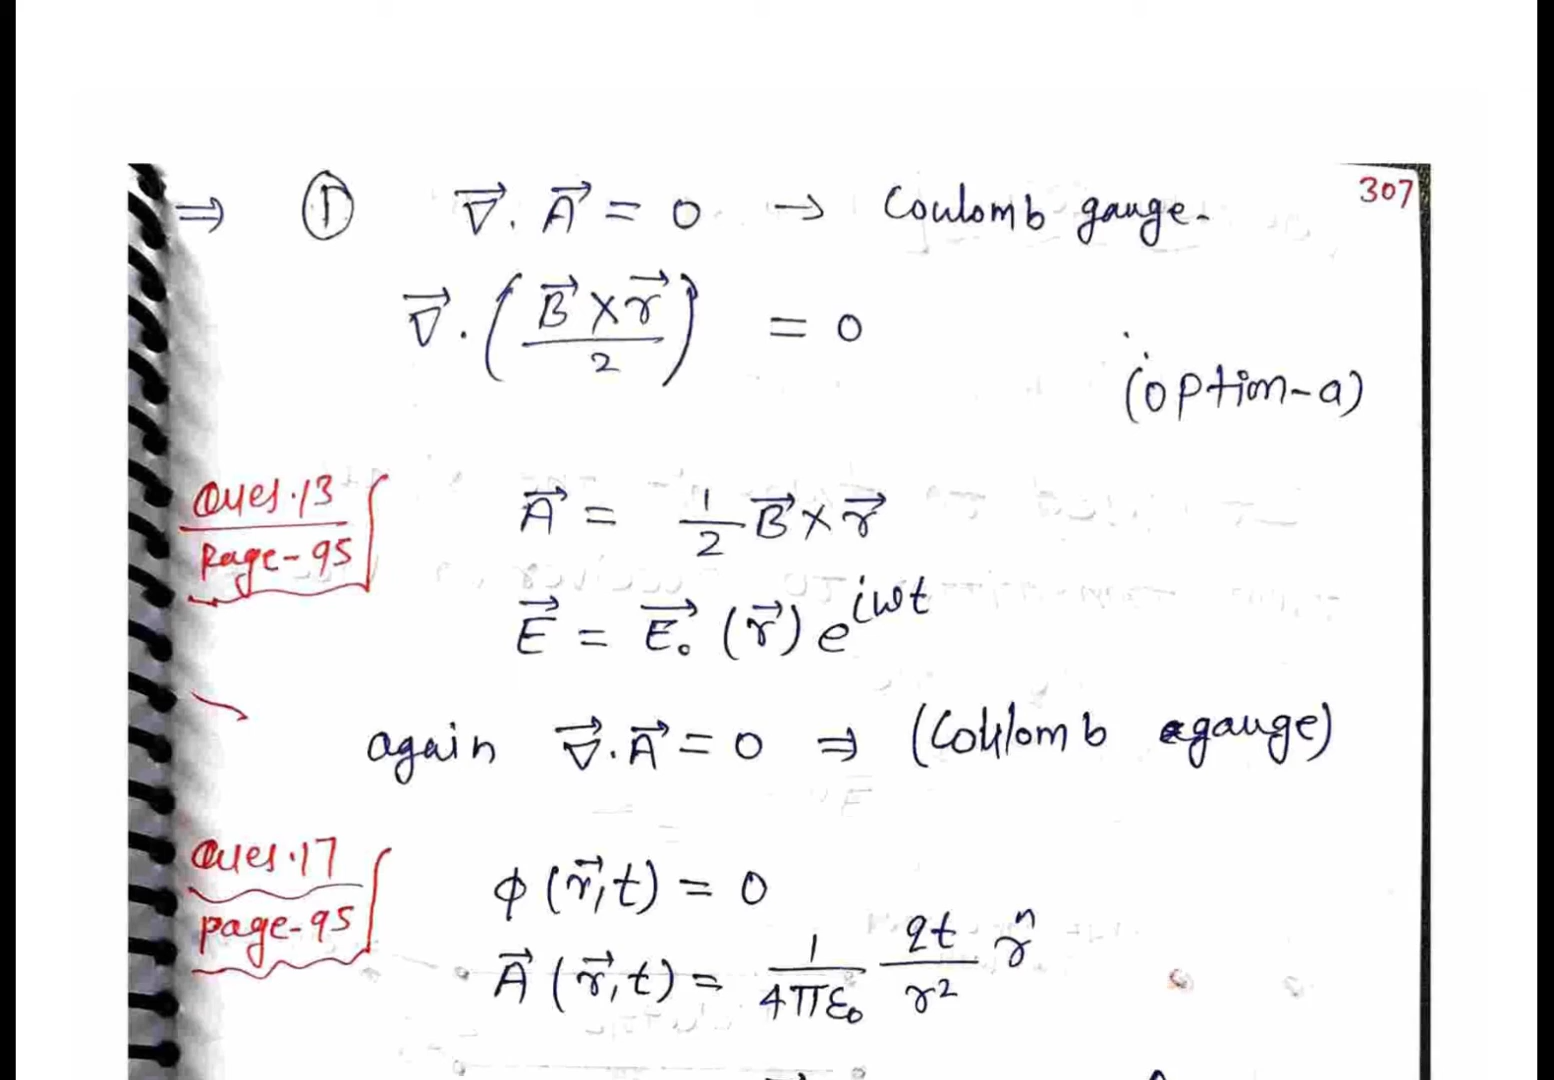 307
⇒ ① ∇⃗. A⃗ = 0 → Coulomb gauge.
∇⃗. (B⃗ × r⃗ / 2) = 0
(option-a)
Ques.13
Page-95
A⃗ = 1/2 B⃗ × r⃗
E⃗ = E⃗₀ (r⃗) e^{iωt}
again ∇⃗. A⃗ = 0 ⇒ (Coulomb gauge)
Ques.17
page-95
φ (r⃗, t) = 0
A⃗ (r⃗, t) = 1/4πε₀ qt/r² r̂